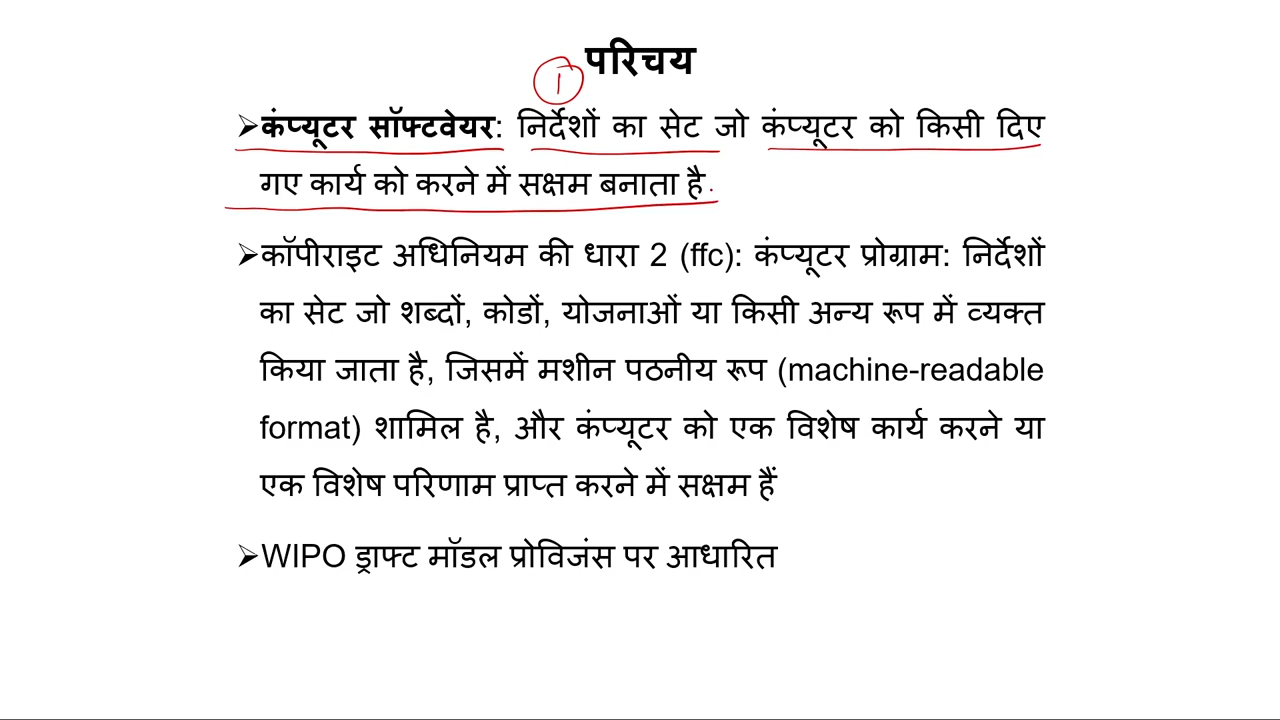 परिचय
1
➢कंप्यूटर सॉफ्टवेयर: निर्देशों का सेट जो कंप्यूटर को किसी दिए
गए कार्य को करने में सक्षम बनाता है
➢कॉपीराइट अधिनियम की धारा 2 (ffc): कंप्यूटर प्रोग्राम: निर्देशों
का सेट जो शब्दों, कोडों, योजनाओं या किसी अन्य रूप में व्यक्त
किया जाता है, जिसमें मशीन पठनीय रूप (machine-readable
format) शामिल है, और कंप्यूटर को एक विशेष कार्य करने या
एक विशेष परिणाम प्राप्त करने में सक्षम हैं
➢WIPO ड्राफ्ट मॉडल प्रोविजंस पर आधारित